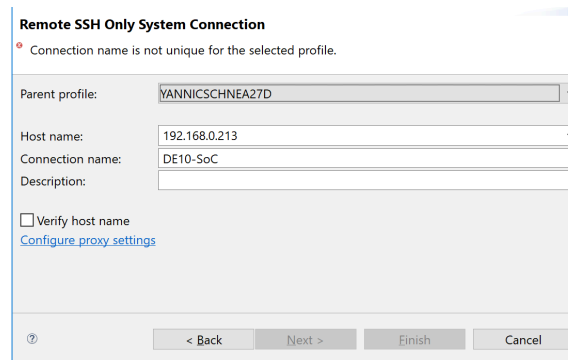 Remote SSH Only System Connection
Connection name is not unique for the selected profile.
Parent profile: YANNICSCHNEA27D
Host name: 192.168.0.213
Connection name: DE10-SoC
Description:
Verify host name
Configure proxy settings
? < Back Next > Finish Cancel